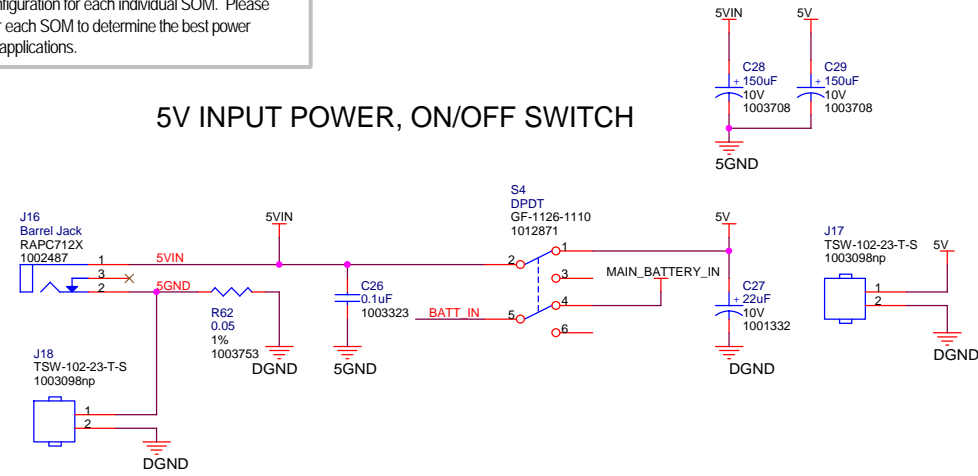 nfiguration for each individual SOM. Please
r each SOM to determine the best power
applications.
5V INPUT POWER, ON/OFF SWITCH
5VIN
5V
C28
150uF
10V
1003708
C29
150uF
10V
1003708
+
+
5GND
J16
Barrel Jack
RAPC712X
1002487
1
3
2
5VIN
5GND
5VIN
R62
0.05
1%
1003753
DGND
C26
0.1uF
1003323
5GND
S4
DPDT
GF-1126-1110
1012871
1
2
3
4
5
6
BATT_IN
MAIN_BATTERY_IN
5V
C27
22uF
10V
1001332
+
DGND
J17
TSW-102-23-T-S
1003098np
5V
1
2
DGND
J18
TSW-102-23-T-S
1003098np
1
2
DGND